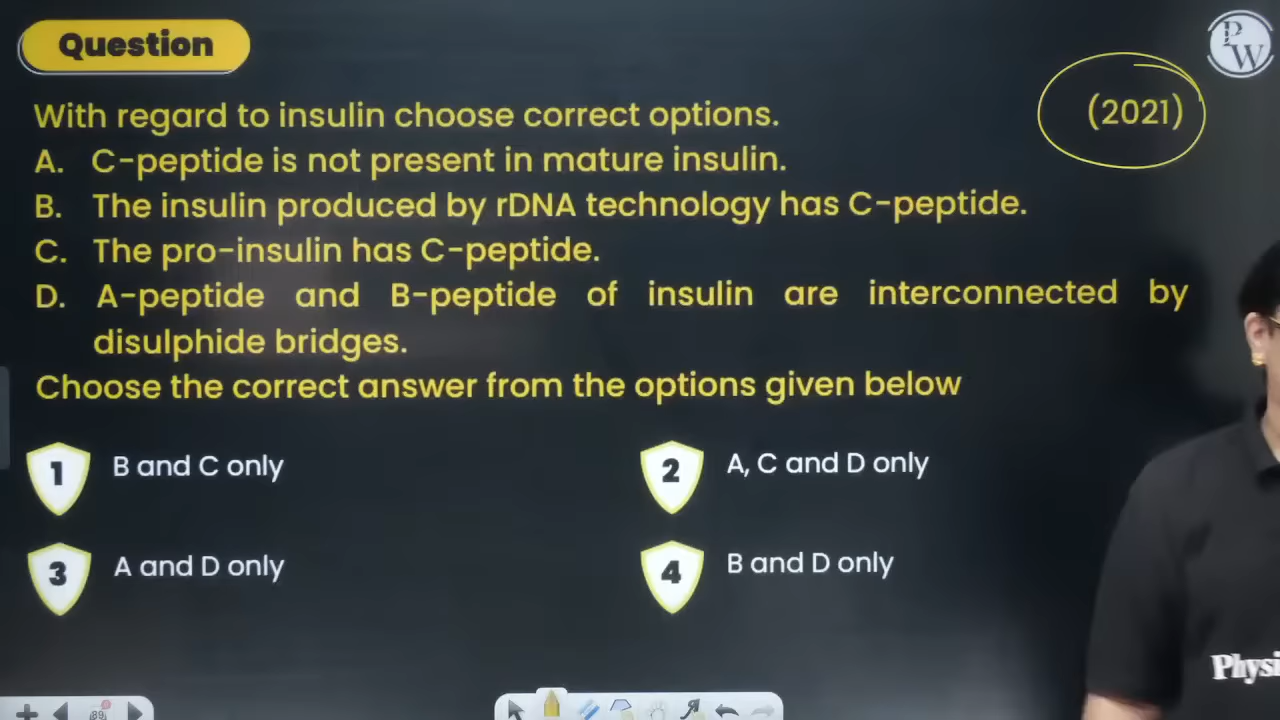 Question
PW
With regard to insulin choose correct options.
(2021)
A. C-peptide is not present in mature insulin.
B. The insulin produced by rDNA technology has C-peptide.
C. The pro-insulin has C-peptide.
D. A-peptide and B-peptide of insulin are interconnected by
disulphide bridges.
Choose the correct answer from the options given below
1 B and C only
2 A, C and D only
3 A and D only
4 B and D only
Physi
89